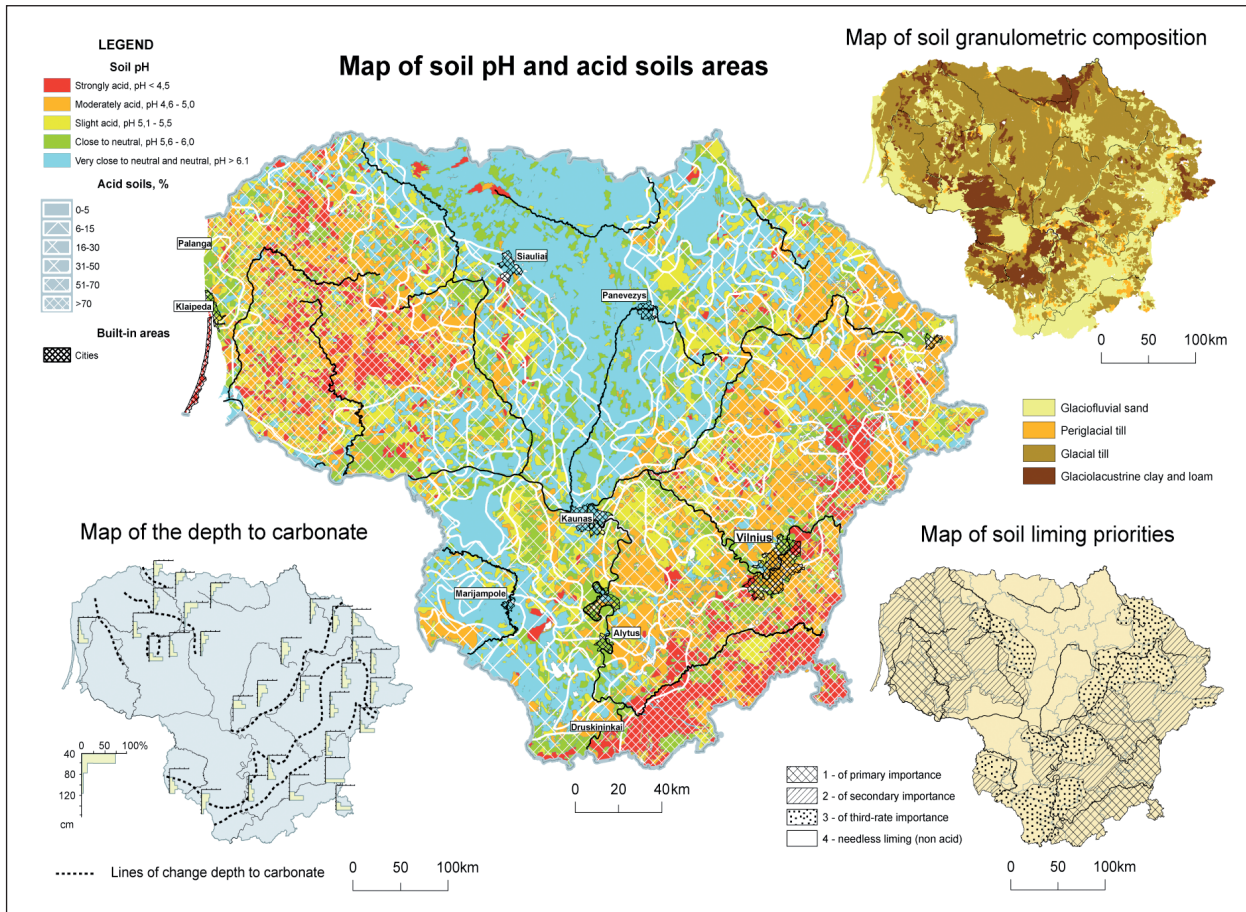 LEGEND
Soil pH
Strongly acid, pH < 4,5
Moderately acid, pH 4,6 - 5,0
Slight acid, pH 5,1 - 5,5
Close to neutral, pH 5,6 - 6,0
Very close to neutral and neutral, pH > 6.1
Acid soils, %
0-5
6-15
16-30
31-50
51-70
>70
Built-in areas
Cities
Map of soil pH and acid soils areas
Palanga
Klaipeda
Siauliai
Panevezys
Kaunas
Vilnius
Marijampole
Alytus
Druskininkai
0 20 40km
Map of soil granulometric composition
0 50 100km
Glaciofluvial sand
Periglacial till
Glacial till
Glaciolacustrine clay and loam
Map of the depth to carbonate
0 50 100%
40
80
120
cm
Lines of change depth to carbonate
0 50 100km
Map of soil liming priorities
1 - of primary importance
2 - of secondary importance
3 - of third-rate importance
4 - needless liming (non acid)
0 50 100km